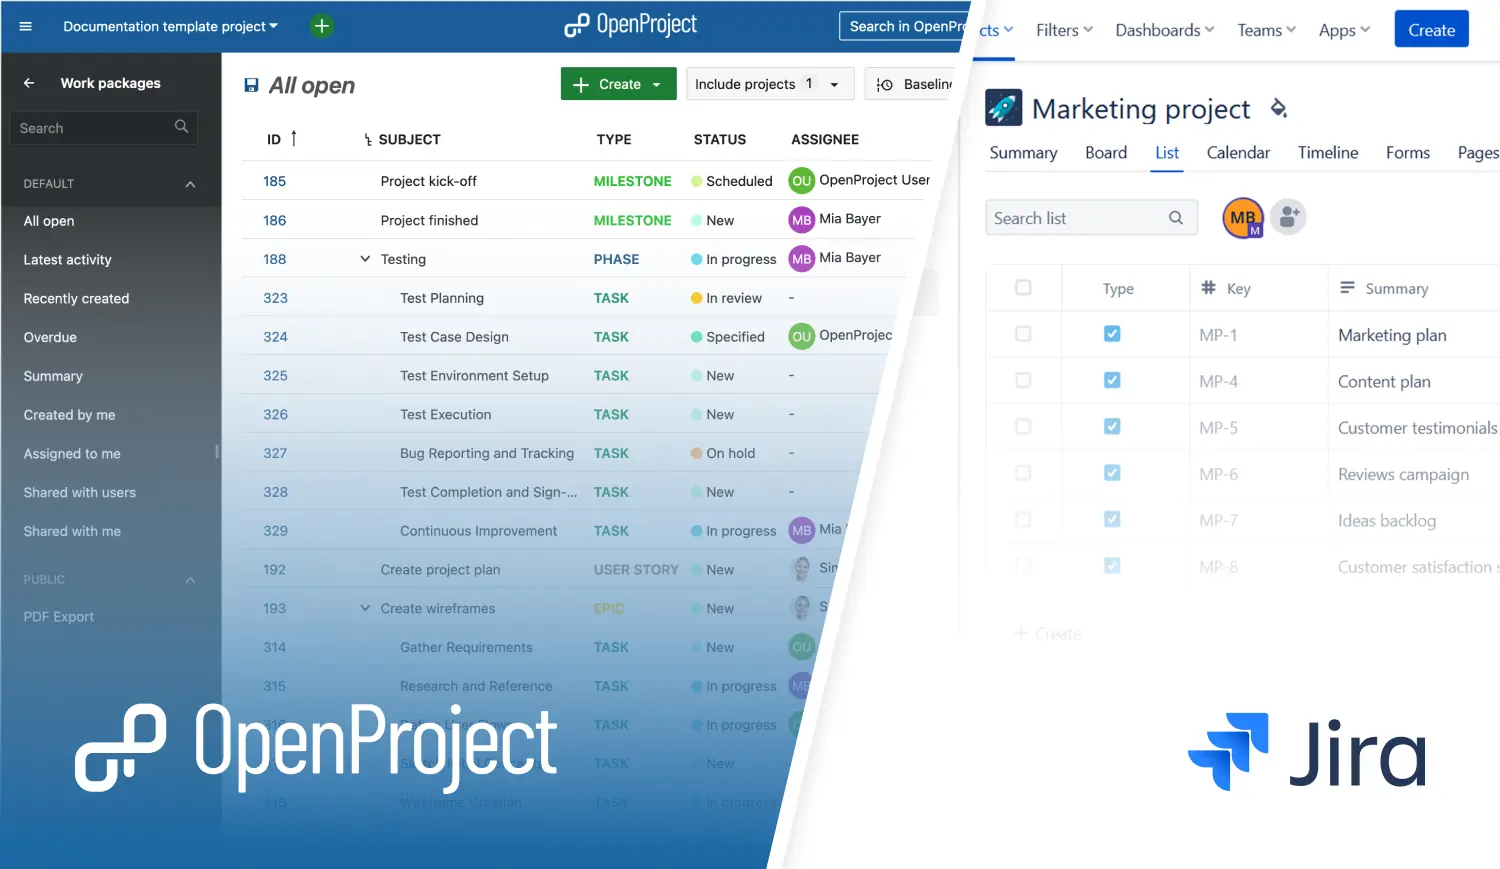 Documentation template project
OpenProject
Search in OpenPro
Work packages
Search
DEFAULT
All open
Latest activity
Recently created
Overdue
Summary
Created by me
Assigned to me
Shared with users
Shared with me
PUBLIC
PDF Export
All open
Create
Include projects 1
Baseline
ID SUBJECT TYPE STATUS ASSIGNEE
185 Project kick-off MILESTONE Scheduled OU OpenProject User
186 Project finished MILESTONE New MB Mia Bayer
188 Testing PHASE In progress MB Mia Bayer
323 Test Planning TASK In review -
324 Test Case Design TASK Specified OU OpenProjec
325 Test Environment Setup TASK New -
326 Test Execution TASK New -
327 Bug Reporting and Tracking TASK On hold -
328 Test Completion and Sign-... TASK New -
329 Continuous Improvement TASK In progress MB Mia
192 Create project plan USER STORY New Sin
193 Create wireframes EPIC New S
314 Gather Requirements TASK New OU
315 Research and Reference TASK In progress MB
TASK In progress
TASK New
Wireframe Creation TASK In progress
OpenProject
cts Filters Dashboards Teams Apps Create
Marketing project
Summary Board List Calendar Timeline Forms Pages
Search list MB M
Type # Key Summary
MP-1 Marketing plan
MP-4 Content plan
MP-5 Customer testimonials
MP-6 Reviews campaign
MP-7 Ideas backlog
MP-8 Customer satisfaction s
+ Create
Jira